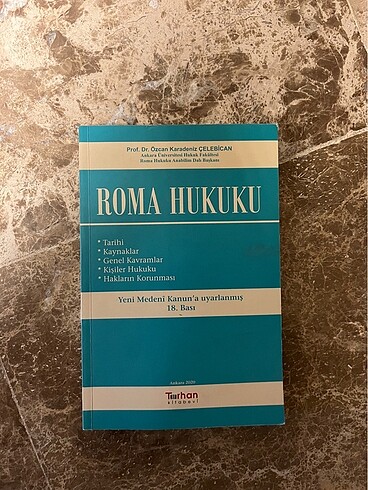 Prof. Dr. Özcan Karadeniz ÇELEBİCAN
Ankara Üniversitesi Hukuk Fakültesi
Roma Hukuku Anabilim Dalı Başkanı
ROMA HUKUKU
* Tarihi
* Kaynaklar
* Genel Kavramlar
* Kişiler Hukuku
* Hakların Korunması
Yeni Medenî Kanun'a uyarlanmış
18. Bası
Ankara 2020
Turhan
kitabevi